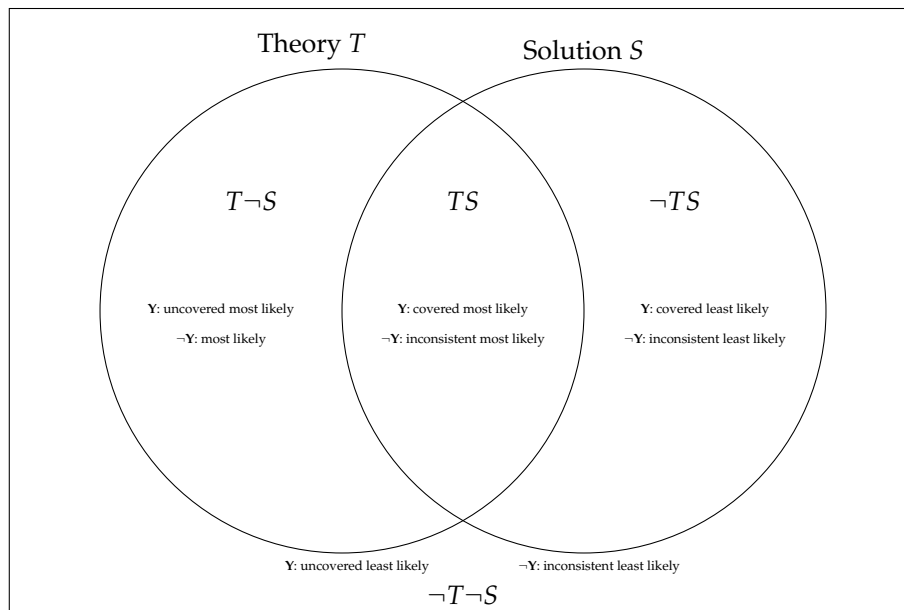 Theory T Solution S
T¬S TS ¬TS
Y: uncovered most likely Y: covered most likely Y: covered least likely
¬Y: most likely ¬Y: inconsistent most likely ¬Y: inconsistent least likely
Y: uncovered least likely ¬Y: inconsistent least likely
¬T¬S